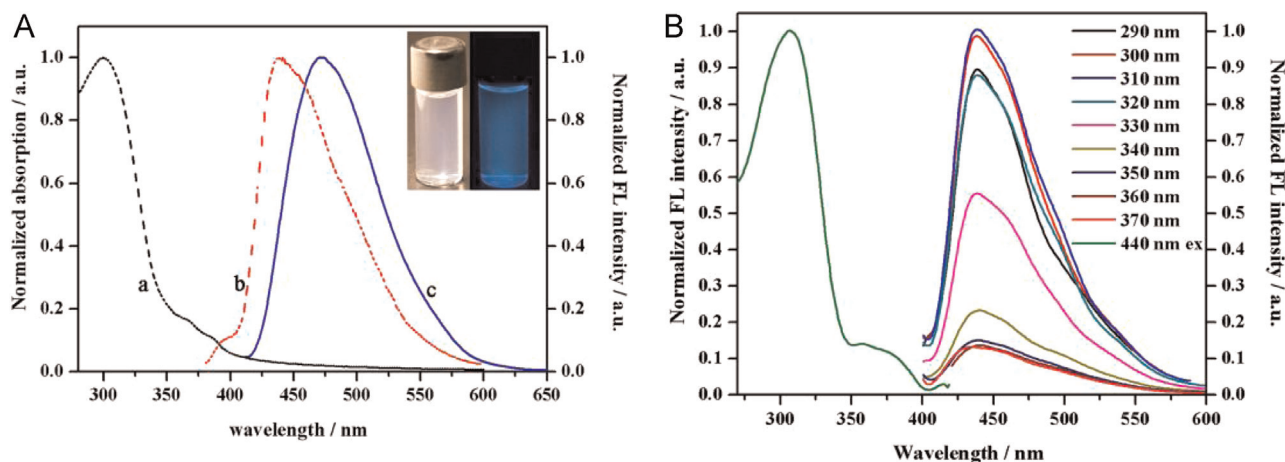 A
1.0
0.8
0.6
0.4
0.2
0.0
Normalized absorption / a.u.
300
350
400
450
500
550
600
650
wavelength / nm
1.0
0.8
0.6
0.4
0.2
0.0
Normalized FL intensity / a.u.
a
b
c
B
1.0
0.9
0.8
0.7
0.6
0.5
0.4
0.3
0.2
0.1
0.0
Normalized FL intensity / a.u.
300
350
400
450
500
550
600
Wavelength / nm
1.0
0.9
0.8
0.7
0.6
0.5
0.4
0.3
0.2
0.1
0.0
Normalized FL intensity / a.u.
290 nm
300 nm
310 nm
320 nm
330 nm
340 nm
350 nm
360 nm
370 nm
440 nm ex